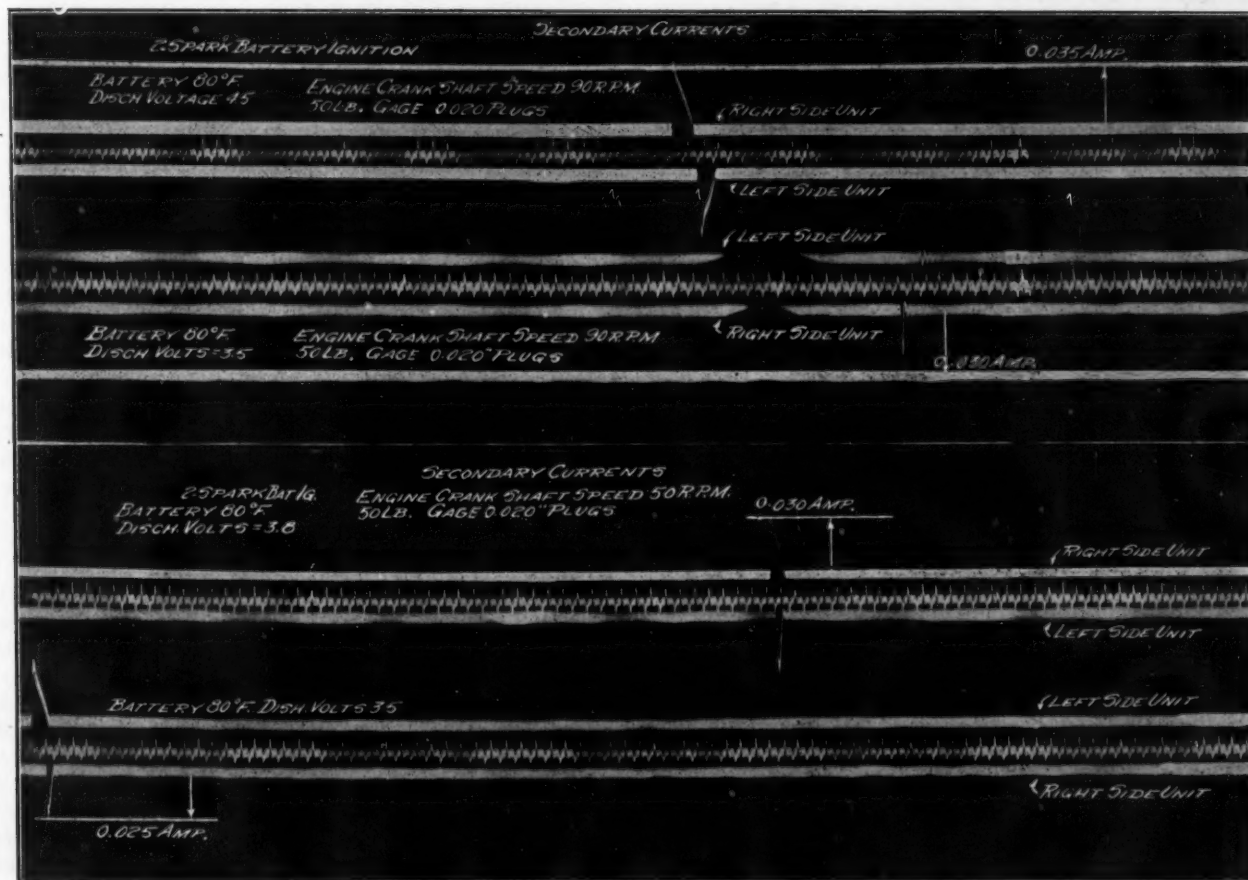 SECONDARY CURRENTS
2 SPARK BATTERY IGNITION
0.035 AMP.
BATTERY 80°F.
DISCH VOLTAGE 45
ENGINE CRANK SHAFT SPEED 90 R.P.M.
50 LB. GAGE 0.020 PLUGS
RIGHT SIDE UNIT
LEFT SIDE UNIT
LEFT SIDE UNIT
RIGHT SIDE UNIT
BATTERY 80°F.
DISCH VOLTS=3.5
ENGINE CRANK SHAFT SPEED 90 R.P.M
50 LB. GAGE 0.020" PLUGS
0.030 AMP.
SECONDARY CURRENTS
2 SPARK BAT IG.
BATTERY 80°F.
DISCH. VOLTS=3.8
ENGINE CRANK SHAFT SPEED 50 R.P.M.
50 LB. GAGE 0.020" PLUGS
0.030 AMP.
RIGHT SIDE UNIT
LEFT SIDE UNIT
BATTERY 80°F. DISH VOLTS 35
LEFT SIDE UNIT
RIGHT SIDE UNIT
0.025 AMP.